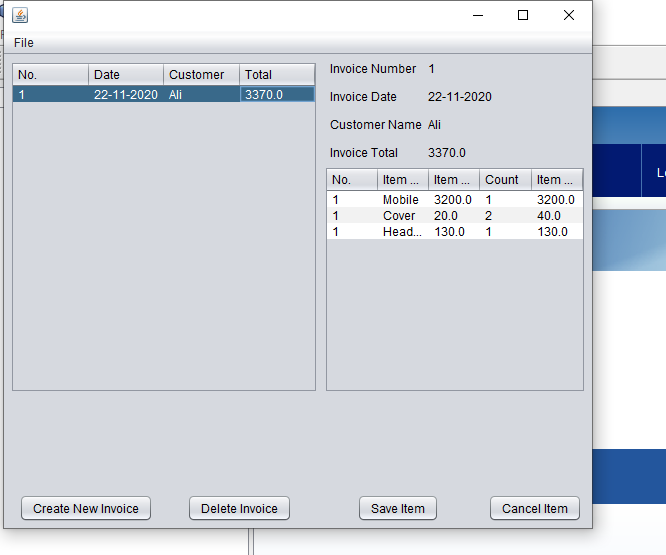 File
No. Date Customer Total
1 22-11-2020 Ali 3370.0
Invoice Number 1
Invoice Date 22-11-2020
Customer Name Ali
Invoice Total 3370.0
No. Item ... Item ... Count Item ...
1 Mobile 3200.0 1 3200.0
1 Cover 20.0 2 40.0
1 Head... 130.0 1 130.0
Create New Invoice Delete Invoice Save Item Cancel Item